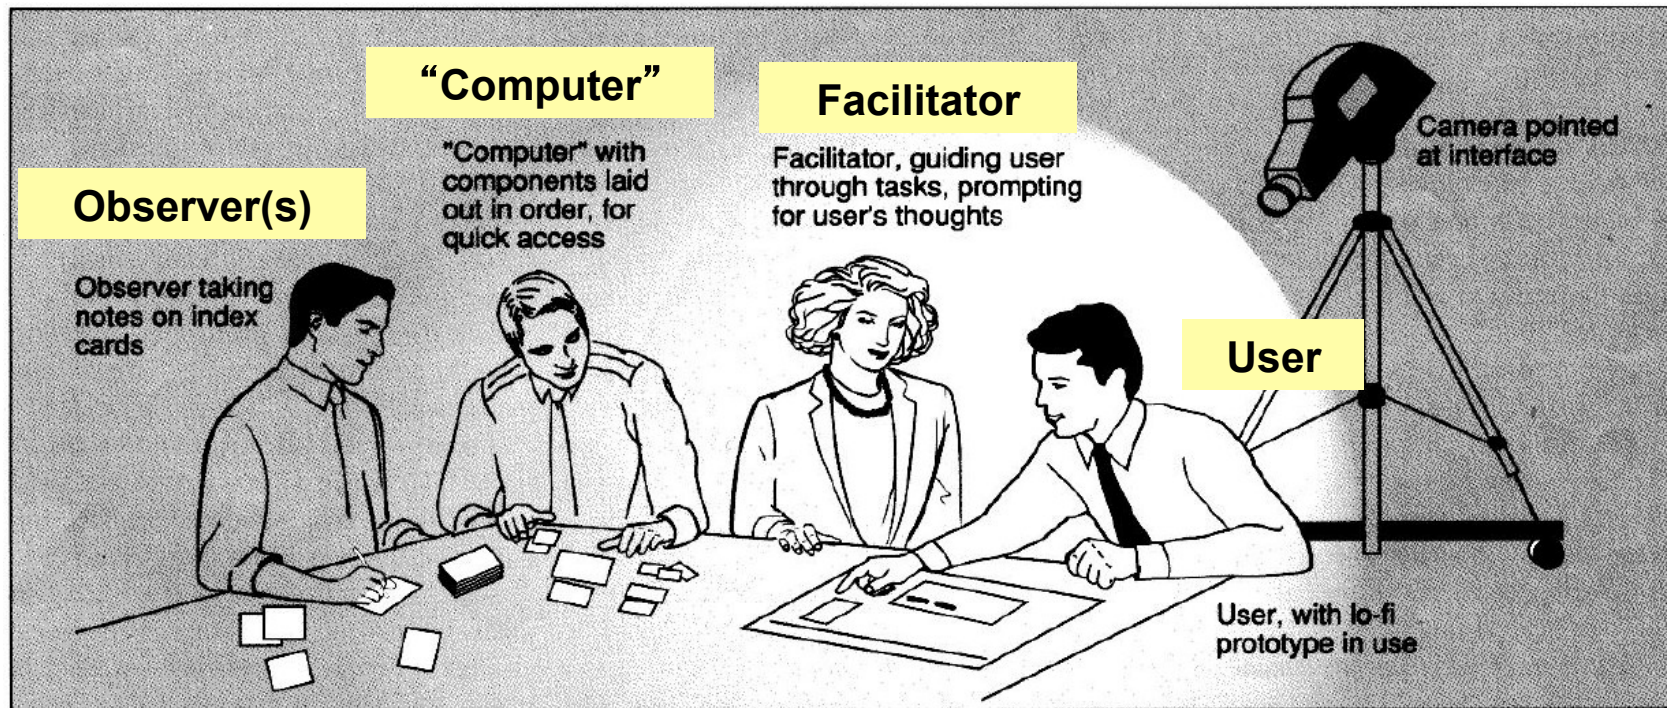 Observer(s)
Observer taking
notes on index
cards
“Computer”
"Computer" with
components laid
out in order, for
quick access
Facilitator
Facilitator, guiding user
through tasks, prompting
for user's thoughts
Camera pointed
at interface
User
User, with lo-fi
prototype in use